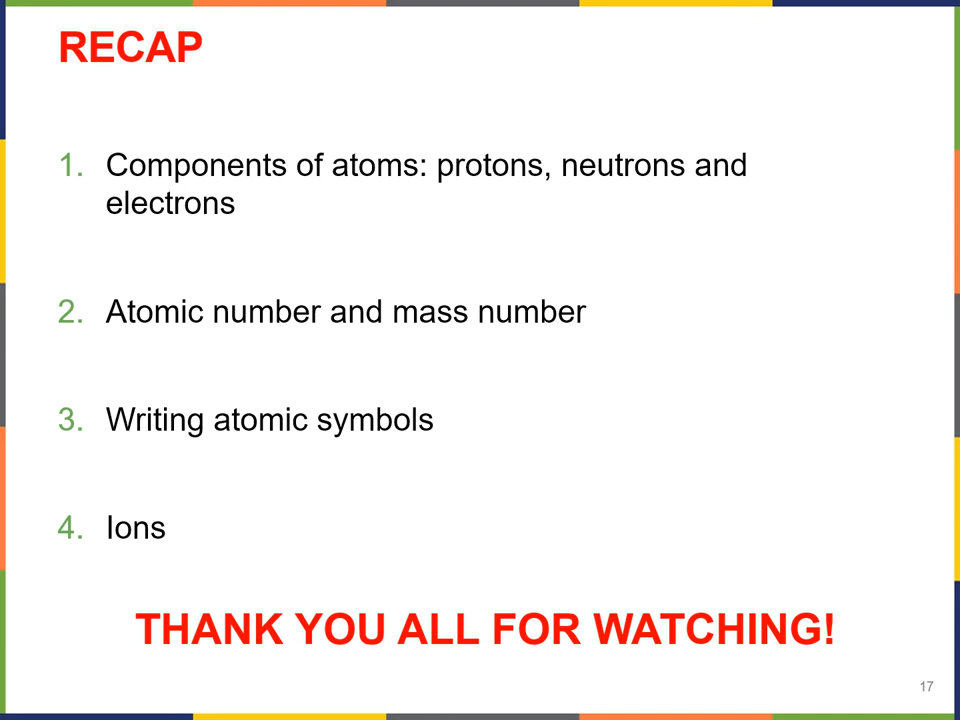 RECAP
1. Components of atoms: protons, neutrons and
electrons
2. Atomic number and mass number
3. Writing atomic symbols
4. Ions
THANK YOU ALL FOR WATCHING!
17